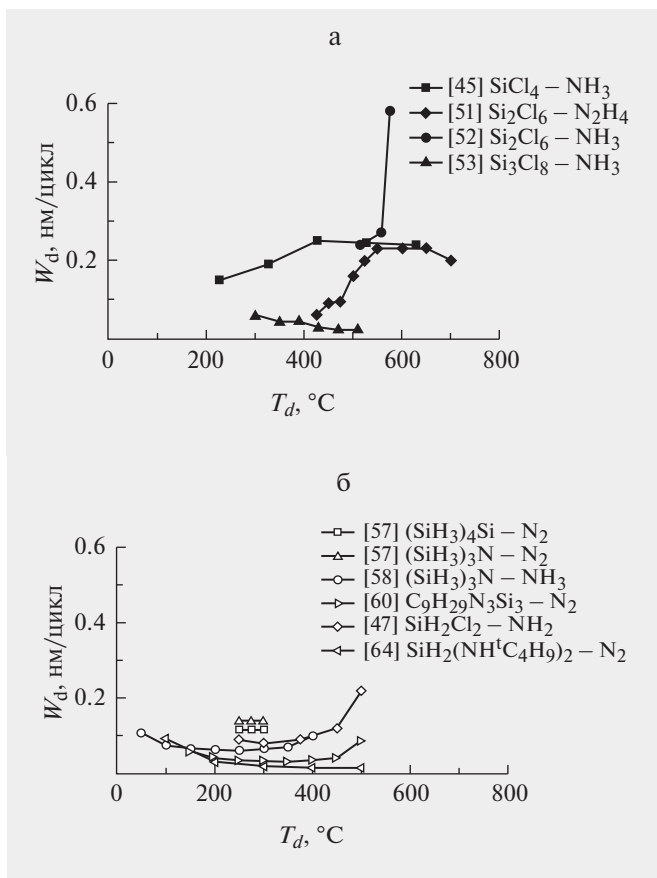 а
[45] SiCl4 – NH3
[51] Si2Cl6 – N2H4
[52] Si2Cl6 – NH3
[53] Si3Cl8 – NH3
0.6
0.4
0.2
Wd, нм/цикл
0 200 400 600 800
Td, °C
б
[57] (SiH3)4Si – N2
[57] (SiH3)3N – N2
[58] (SiH3)3N – NH3
[60] C9H29N3Si3 – N2
[47] SiH2Cl2 – NH2
[64] SiH2(NHtC4H9)2 – N2
0.6
0.4
0.2
Wd, нм/цикл
0 200 400 600 800
Td, °C